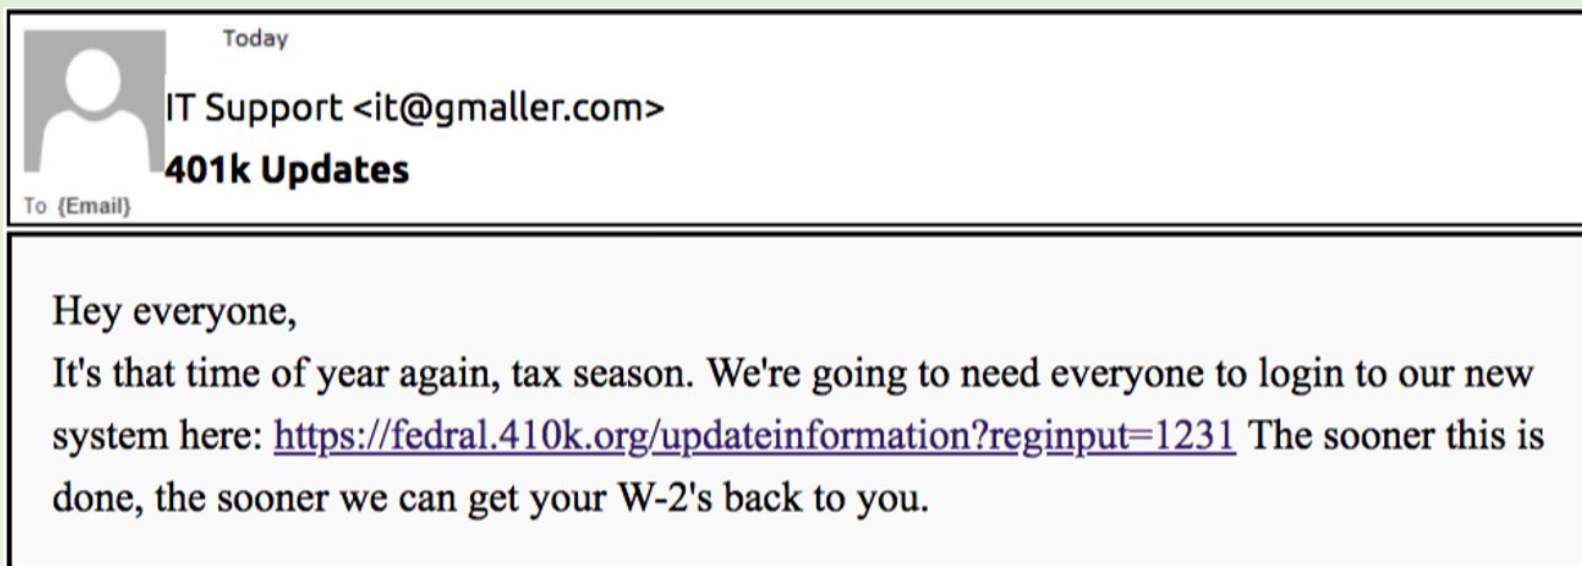 Today
IT Support <it@gmaller.com>
401k Updates
To {Email}
Hey everyone,
It's that time of year again, tax season. We're going to need everyone to login to our new
system here: https://fedral.410k.org/updateinformation?reginput=1231 The sooner this is
done, the sooner we can get your W-2's back to you.